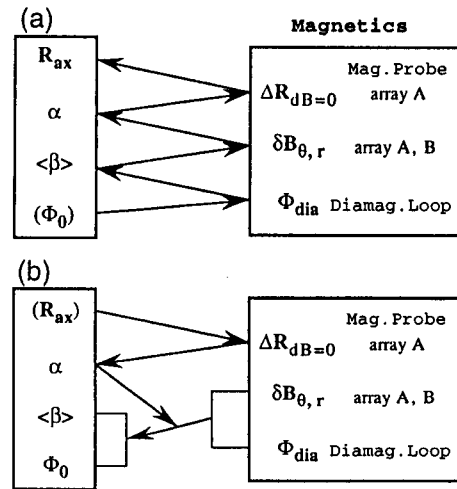 (a)
Magnetics
R_ax
Mag.Probe
ΔR_dB=0 array A
α
δB_θ, r array A, B
<β>
(Φ_0)
Φ_dia Diamag.Loop
(b)
(R_ax)
Mag.Probe
ΔR_dB=0 array A
α
δB_θ, r array A, B
<β>
Φ_0
Φ_dia Diamag.Loop